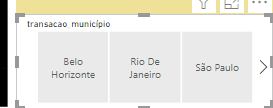 transacao_município
Belo
Horizonte
Rio De
Janeiro
São Paulo